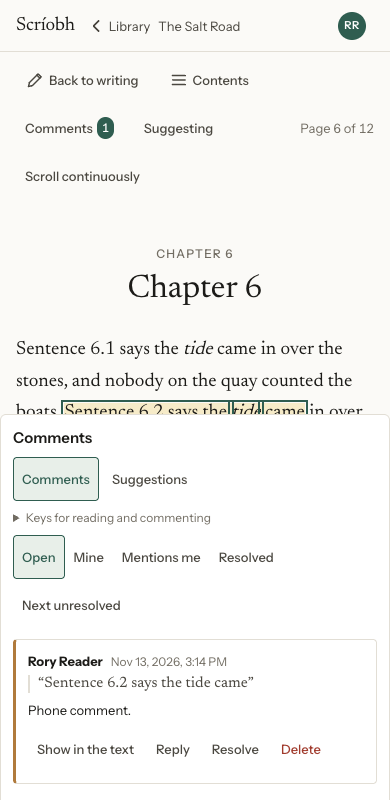 Scríobh Library The Salt Road RR
Back to writing Contents
Comments 1 Suggesting Page 6 of 12
Scroll continuously
CHAPTER 6
Chapter 6
Sentence 6.1 says the tide came in over the
stones, and nobody on the quay counted the
boats. Sentence 6.2 says the tide came in over
Comments
Comments Suggestions
Keys for reading and commenting
Open Mine Mentions me Resolved
Next unresolved
Rory Reader Nov 13, 2026, 3:14 PM
“Sentence 6.2 says the tide came”
Phone comment.
Show in the text Reply Resolve Delete